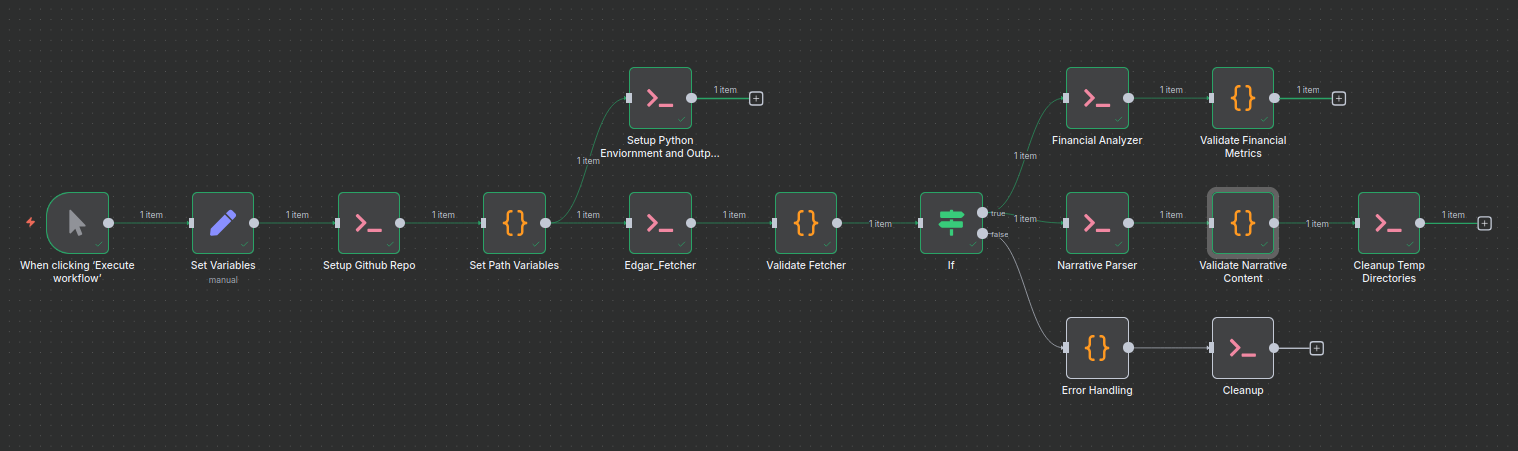 1 item
Setup Python
Enviornment and Outp...
1 item
1 item
Financial Analyzer
1 item
Validate Financial
Metrics
1 item
When clicking ‘Execute
workflow’
1 item
Set Variables
manual
1 item
Setup Github Repo
1 item
Set Path Variables
1 item
Edgar_Fetcher
1 item
Validate Fetcher
1 item
If
true
false
1 item
Narrative Parser
1 item
Validate Narrative
Content
1 item
Cleanup Temp
Directories
1 item
Error Handling
Cleanup